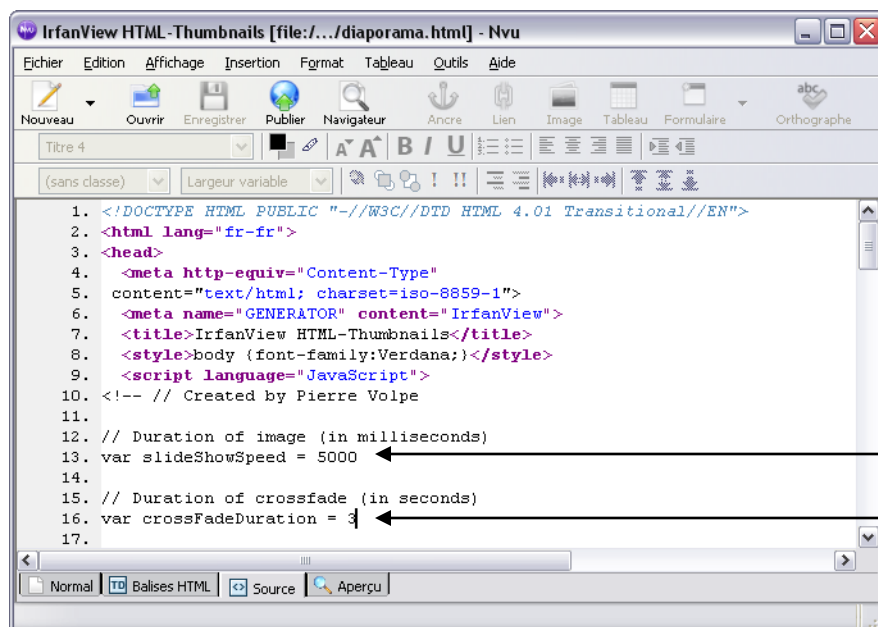 IrfanView HTML-Thumbnails [file:/.../diaporama.html] - Nvu
Fichier Edition Affichage Insertion Format Tableau Outils Aide
Nouveau Ouvrir Enregistrer Publier Navigateur Ancre Lien Image Tableau Formulaire Orthographe
Titre 4
(sans classe) Largeur variable
1. <!DOCTYPE HTML PUBLIC "-//W3C//DTD HTML 4.01 Transitional//EN">
2. <html lang="fr-fr">
3. <head>
4. <meta http-equiv="Content-Type"
5. content="text/html; charset=iso-8859-1">
6. <meta name="GENERATOR" content="IrfanView">
7. <title>IrfanView HTML-Thumbnails</title>
8. <style>body {font-family:Verdana;}</style>
9. <script language="JavaScript">
10. <!-- // Created by Pierre Volpe
11.
12. // Duration of image (in milliseconds)
13. var slideShowSpeed = 5000
14.
15. // Duration of crossfade (in seconds)
16. var crossFadeDuration = 3
17.
Normal TD Balises HTML Source Aperçu